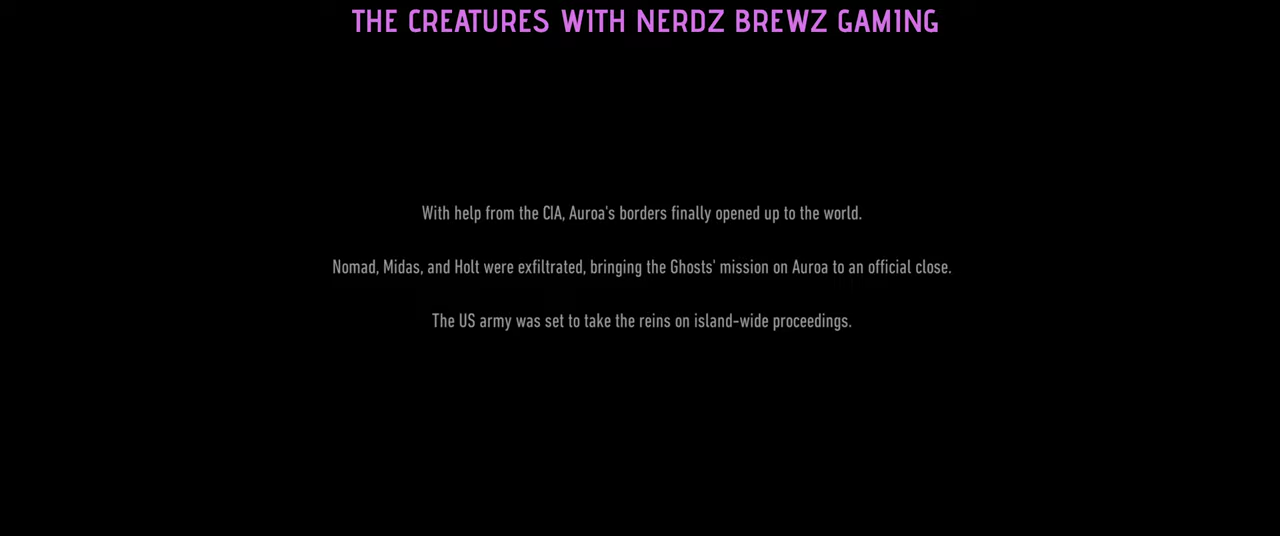 THE CREATURES WITH NERDZ BREWZ GAMING
With help from the CIA, Auroa's borders finally opened up to the world.
Nomad, Midas, and Holt were exfiltrated, bringing the Ghosts' mission on Auroa to an official close.
The US army was set to take the reins on island-wide proceedings.